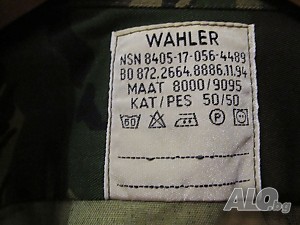 WAHLER
NSN 8405-17-056-4489
BO 872.2664.8886.11.94
MAAT 8000/9095
KAT/PES 50/50
60 P
ALO.bg